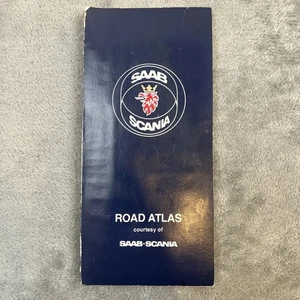 SAAB
SCANIA
ROAD ATLAS
courtesy of
SAAB-SCANIA